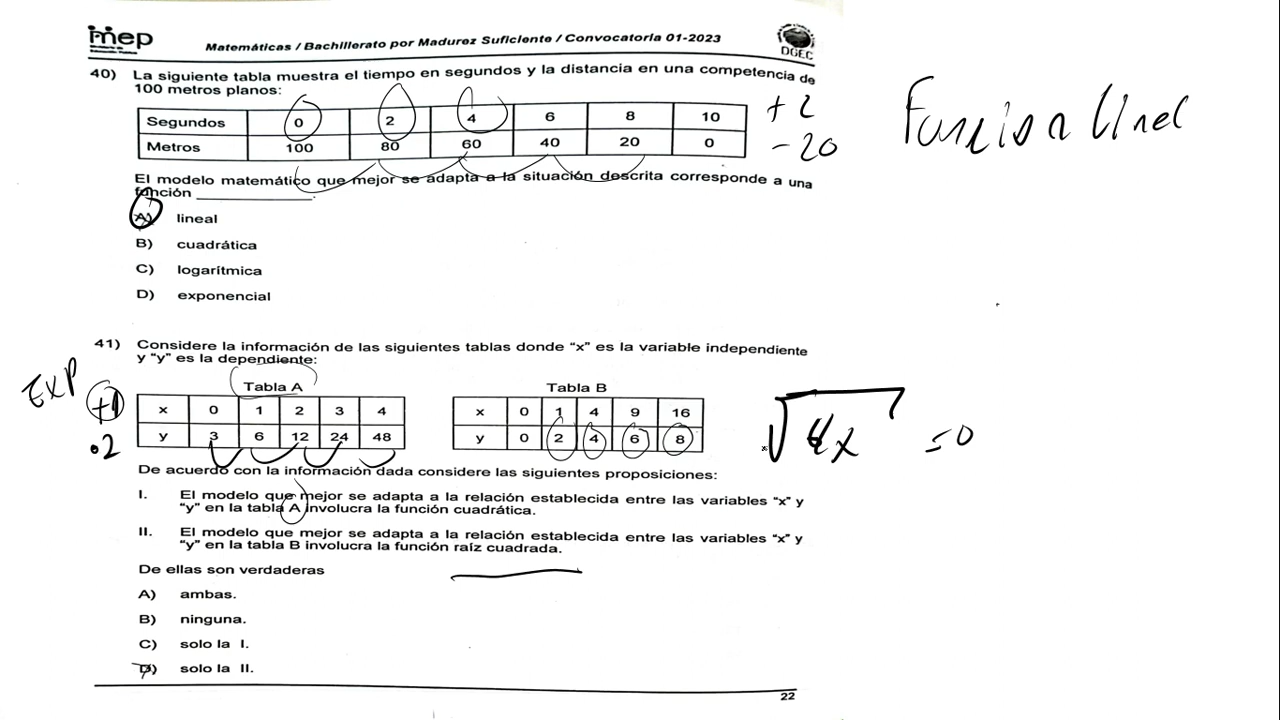 mep
Matemáticas / Bachillerato por Madurez Suficiente / Convocatoria 01-2023
DGEC
40) La siguiente tabla muestra el tiempo en segundos y la distancia en una competencia de
100 metros planos:
Segundos 0 2 4 6 8 10
Metros 100 80 60 40 20 0
+2
-20
Funcion Linel
El modelo matemático que mejor se adapta a la situación descrita corresponde a una
función ______________.
A) lineal
B) cuadrática
C) logarítmica
D) exponencial
41) Considere la información de las siguientes tablas donde "x" es la variable independiente
y "y" es la dependiente:
EXP
+1
.2
Tabla A
x 0 1 2 3 4
y 3 6 12 24 48
Tabla B
x 0 1 4 9 16
y 0 2 4 6 8
√4x =0
De acuerdo con la información dada considere las siguientes proposiciones:
I. El modelo que mejor se adapta a la relación establecida entre las variables "x" y
"y" en la tabla A involucra la función cuadrática.
II. El modelo que mejor se adapta a la relación establecida entre las variables "x" y
"y" en la tabla B involucra la función raíz cuadrada.
De ellas son verdaderas
A) ambas.
B) ninguna.
C) solo la I.
D) solo la II.
22